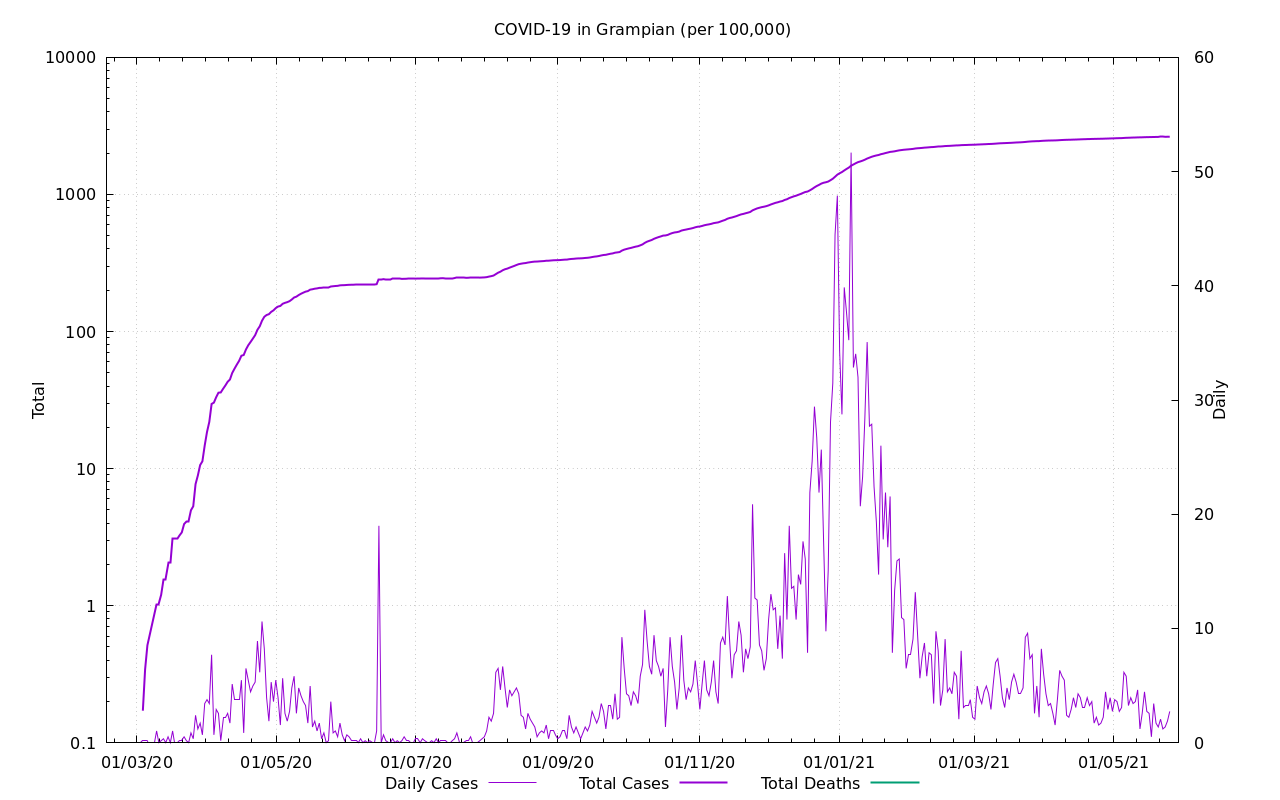 COVID-19 in Grampian (per 100,000)
10000
1000
100
10
1
0.1
Total
60
50
40
30
20
10
0
Daily
01/03/20 01/05/20 01/07/20 01/09/20 01/11/20 01/01/21 01/03/21 01/05/21
Daily Cases Total Cases Total Deaths